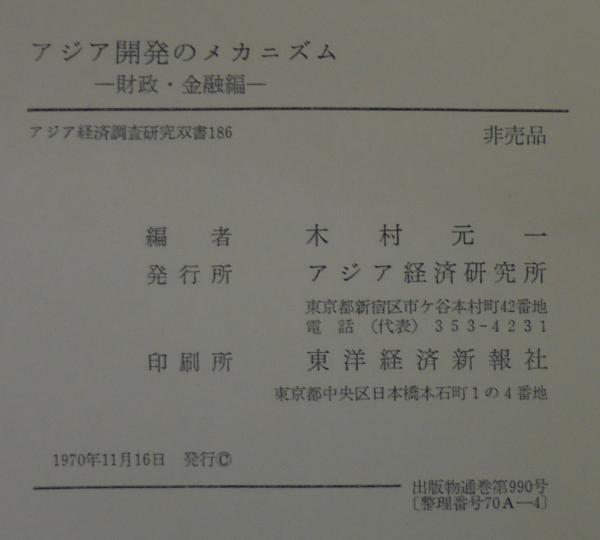 アジア開発のメカニズム
―財政・金融編―
アジア経済調査研究双書186 非売品
編者 木村元一
発行所 アジア経済研究所
東京都新宿区市ケ谷本村町42番地
電話 (代表) 353-4231
印刷所 東洋経済新報社
東京都中央区日本橋本石町1の4番地
1970年11月16日 発行©
出版物通巻第990号
〔整理番号70A―4〕